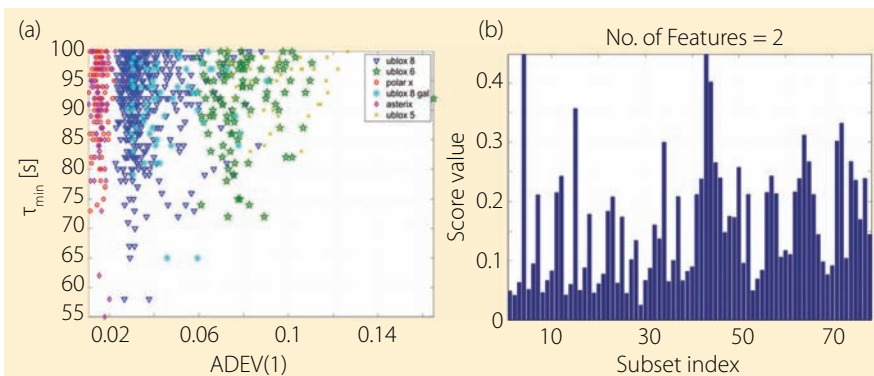 (a)
100
95
90
85
80
75
70
65
60
55
τmin [s]
0.02
0.06
0.1
0.14
ADEV(1)
ublox 8
ublox 6
polar x
ublox 8 gal
asterix
ublox 5
(b)
No. of Features = 2
0.4
0.3
0.2
0.1
0
Score value
10
30
50
70
Subset index